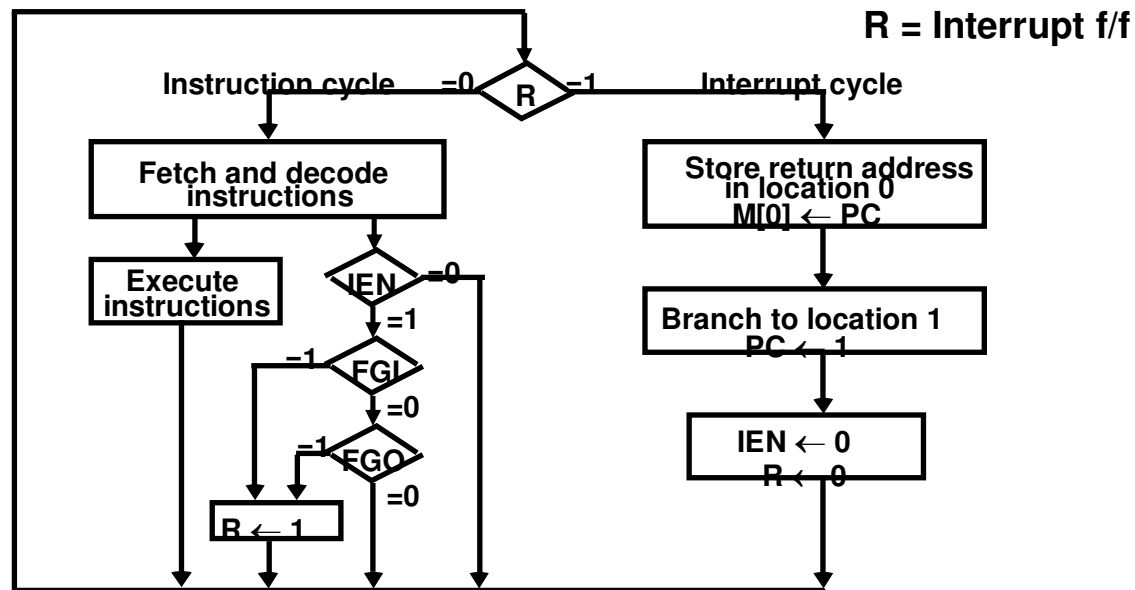 R = Interrupt f/f
Instruction cycle
=0
R
=1
Interrupt cycle
Fetch and decode
instructions
Store return address
in location 0
M[0] ← PC
Execute
instructions
IEN
=0
=1
Branch to location 1
PC ← 1
=1
FGI
=0
IEN ← 0
R ← 0
=1
FGO
=0
R ← 1